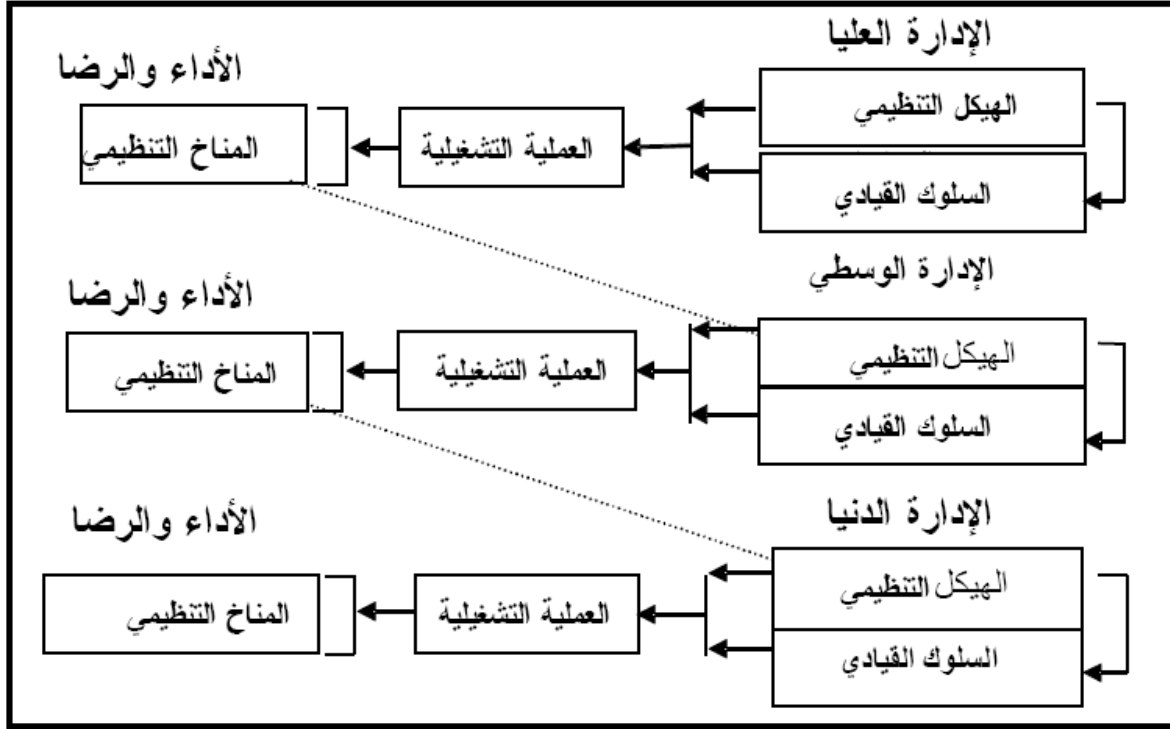 الإدارة العليا
الأداء والرضا
الهيكل التنظيمي
العملية التشغيلية
المناخ التنظيمي
السلوك القيادي
الإدارة الوسطي
الأداء والرضا
الهيكل التنظيمي
العملية التشغيلية
المناخ التنظيمي
السلوك القيادي
الإدارة الدنيا
الأداء والرضا
الهيكل التنظيمي
العملية التشغيلية
المناخ التنظيمي
السلوك القيادي